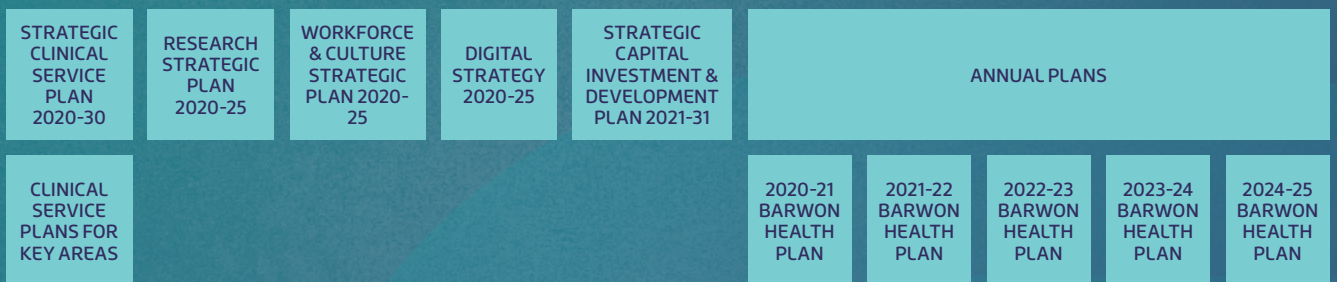 STRATEGIC
CLINICAL
SERVICE
PLAN
2020-30
RESEARCH
STRATEGIC
PLAN
2020-25
WORKFORCE
& CULTURE
STRATEGIC
PLAN 2020-
25
DIGITAL
STRATEGY
2020-25
STRATEGIC
CAPITAL
INVESTMENT &
DEVELOPMENT
PLAN 2021-31
ANNUAL PLANS
CLINICAL
SERVICE
PLANS FOR
KEY AREAS
2020-21
BARWON
HEALTH
PLAN
2021-22
BARWON
HEALTH
PLAN
2022-23
BARWON
HEALTH
PLAN
2023-24
BARWON
HEALTH
PLAN
2024-25
BARWON
HEALTH
PLAN